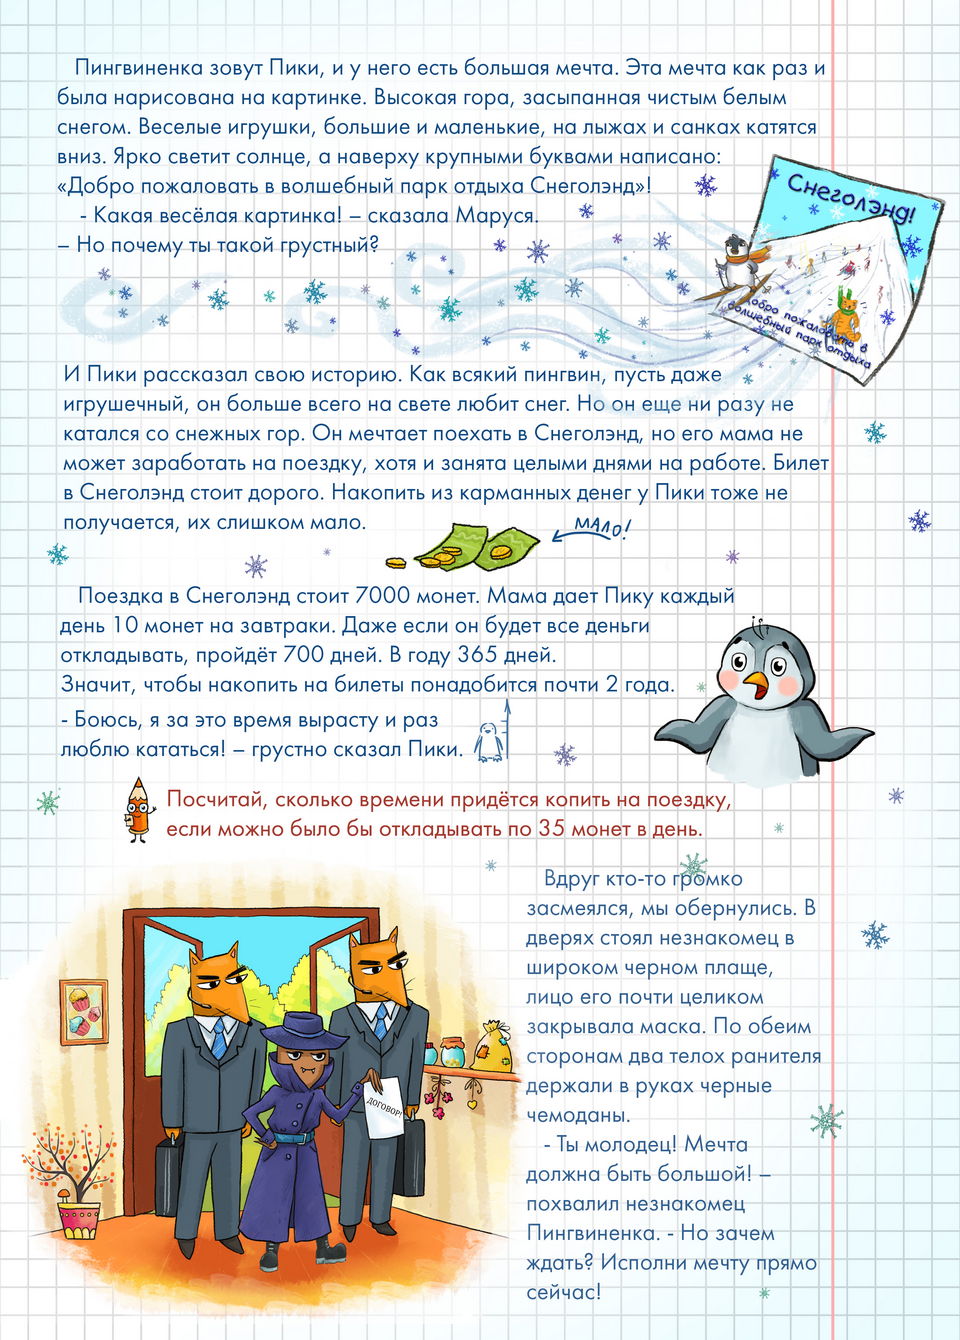 Пингвиненка зовут Пики, и у него есть большая мечта. Эта мечта как раз и
была нарисована на картинке. Высокая гора, засыпанная чистым белым
снегом. Веселые игрушки, большие и маленькие, на лыжах и санках катятся
вниз. Ярко светит солнце, а наверху крупными буквами написано:
«Добро пожаловать в волшебный парк отдыха Снеголэнд»!
- Какая весёлая картинка! – сказала Маруся.
– Но почему ты такой грустный?
Снеголэнд!
Добро пожаловать в
волшебный парк отдыха
И Пики рассказал свою историю. Как всякий пингвин, пусть даже
игрушечный, он больше всего на свете любит снег. Но он еще ни разу не
катался со снежных гор. Он мечтает поехать в Снеголэнд, но его мама не
может заработать на поездку, хотя и занята целыми днями на работе. Билет
в Снеголэнд стоит дорого. Накопить из карманных денег у Пики тоже не
получается, их слишком мало.
МАЛО!
Поездка в Снеголэнд стоит 7000 монет. Мама дает Пику каждый
день 10 монет на завтраки. Даже если он будет все деньги
откладывать, пройдёт 700 дней. В году 365 дней.
Значит, чтобы накопить на билеты понадобится почти 2 года.
- Боюсь, я за это время вырасту и раз
люблю кататься! – грустно сказал Пики.
Посчитай, сколько времени придётся копить на поездку,
если можно было бы откладывать по 35 монет в день.
Вдруг кто-то громко
засмеялся, мы обернулись. В
дверях стоял незнакомец в
широком черном плаще,
лицо его почти целиком
закрывала маска. По обеим
сторонам два телох ранителя
держали в руках черные
чемоданы.
- Ты молодец! Мечта
должна быть большой! –
похвалил незнакомец
Пингвиненка. - Но зачем
ждать? Исполни мечту прямо
сейчас!
ДОГОВОР!